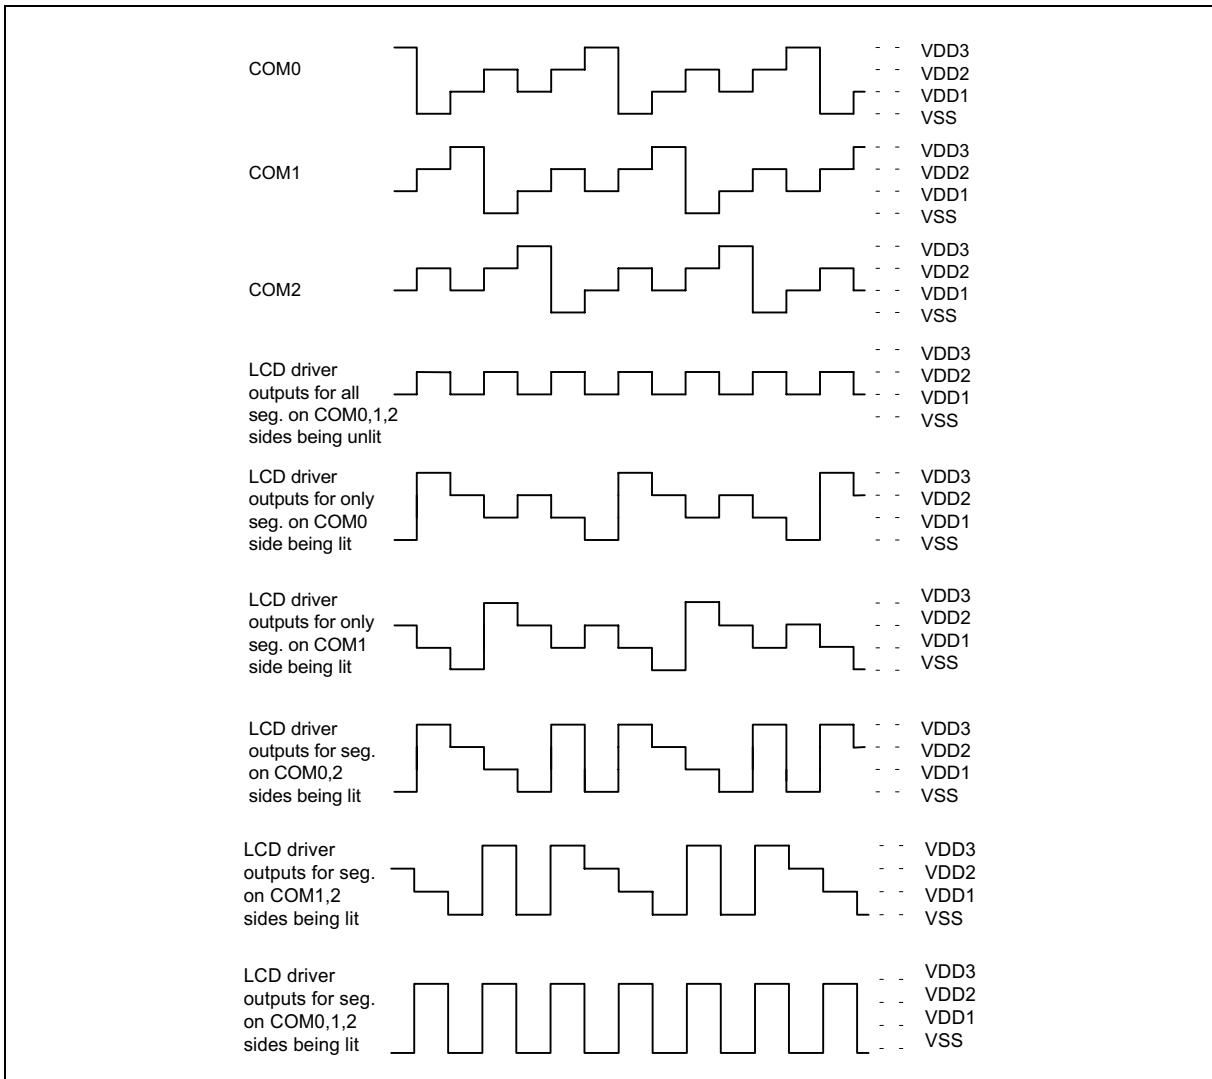 COM0
VDD3
VDD2
VDD1
VSS
COM1
VDD3
VDD2
VDD1
VSS
COM2
VDD3
VDD2
VDD1
VSS
LCD driver
outputs for all
seg. on COM0,1,2
sides being unlit
VDD3
VDD2
VDD1
VSS
LCD driver
outputs for only
seg. on COM0
side being lit
VDD3
VDD2
VDD1
VSS
LCD driver
outputs for only
seg. on COM1
side being lit
VDD3
VDD2
VDD1
VSS
LCD driver
outputs for seg.
on COM0,2
sides being lit
VDD3
VDD2
VDD1
VSS
LCD driver
outputs for seg.
on COM1,2
sides being lit
VDD3
VDD2
VDD1
VSS
LCD driver
outputs for seg.
on COM0,1,2
sides being lit
VDD3
VDD2
VDD1
VSS